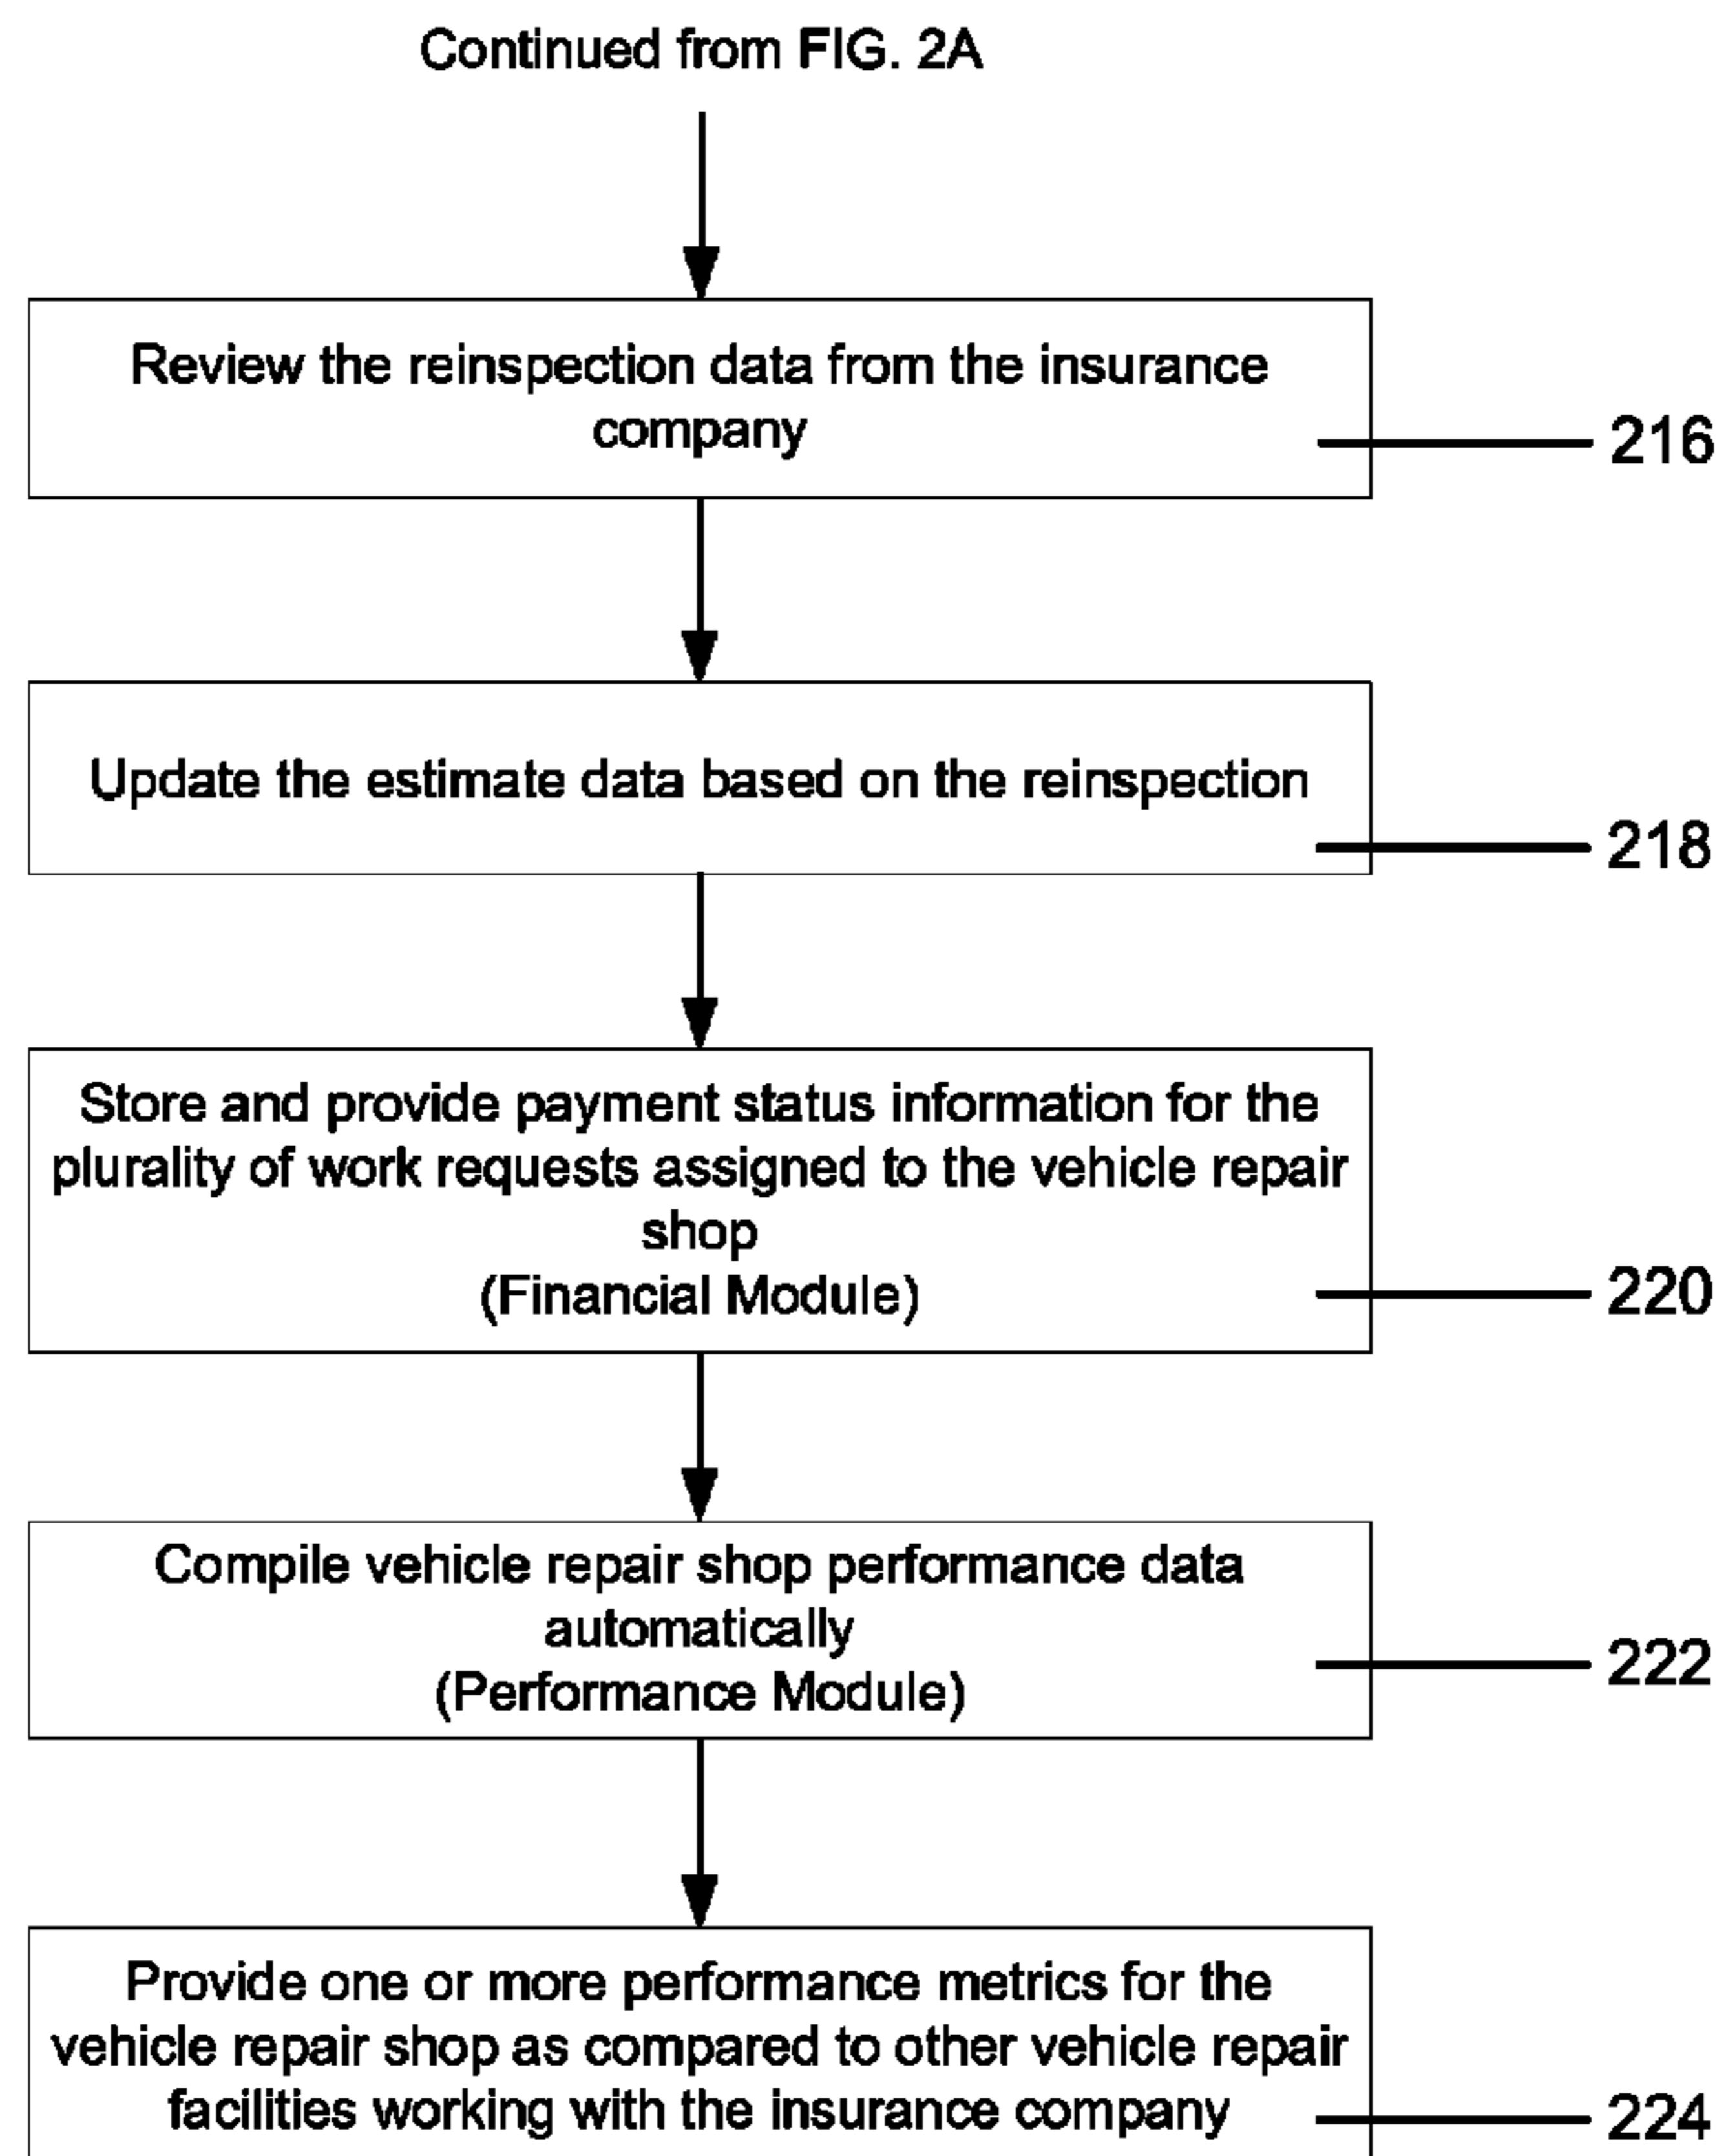 Continued from FIG. 2A
Review the reinspection data from the insurance
company
216
Update the estimate data based on the reinspection
218
Store and provide payment status information for the
plurality of work requests assigned to the vehicle repair
shop
(Financial Module)
220
Compile vehicle repair shop performance data
automatically
(Performance Module)
222
Provide one or more performance metrics for the
vehicle repair shop as compared to other vehicle repair
facilities working with the insurance company
224